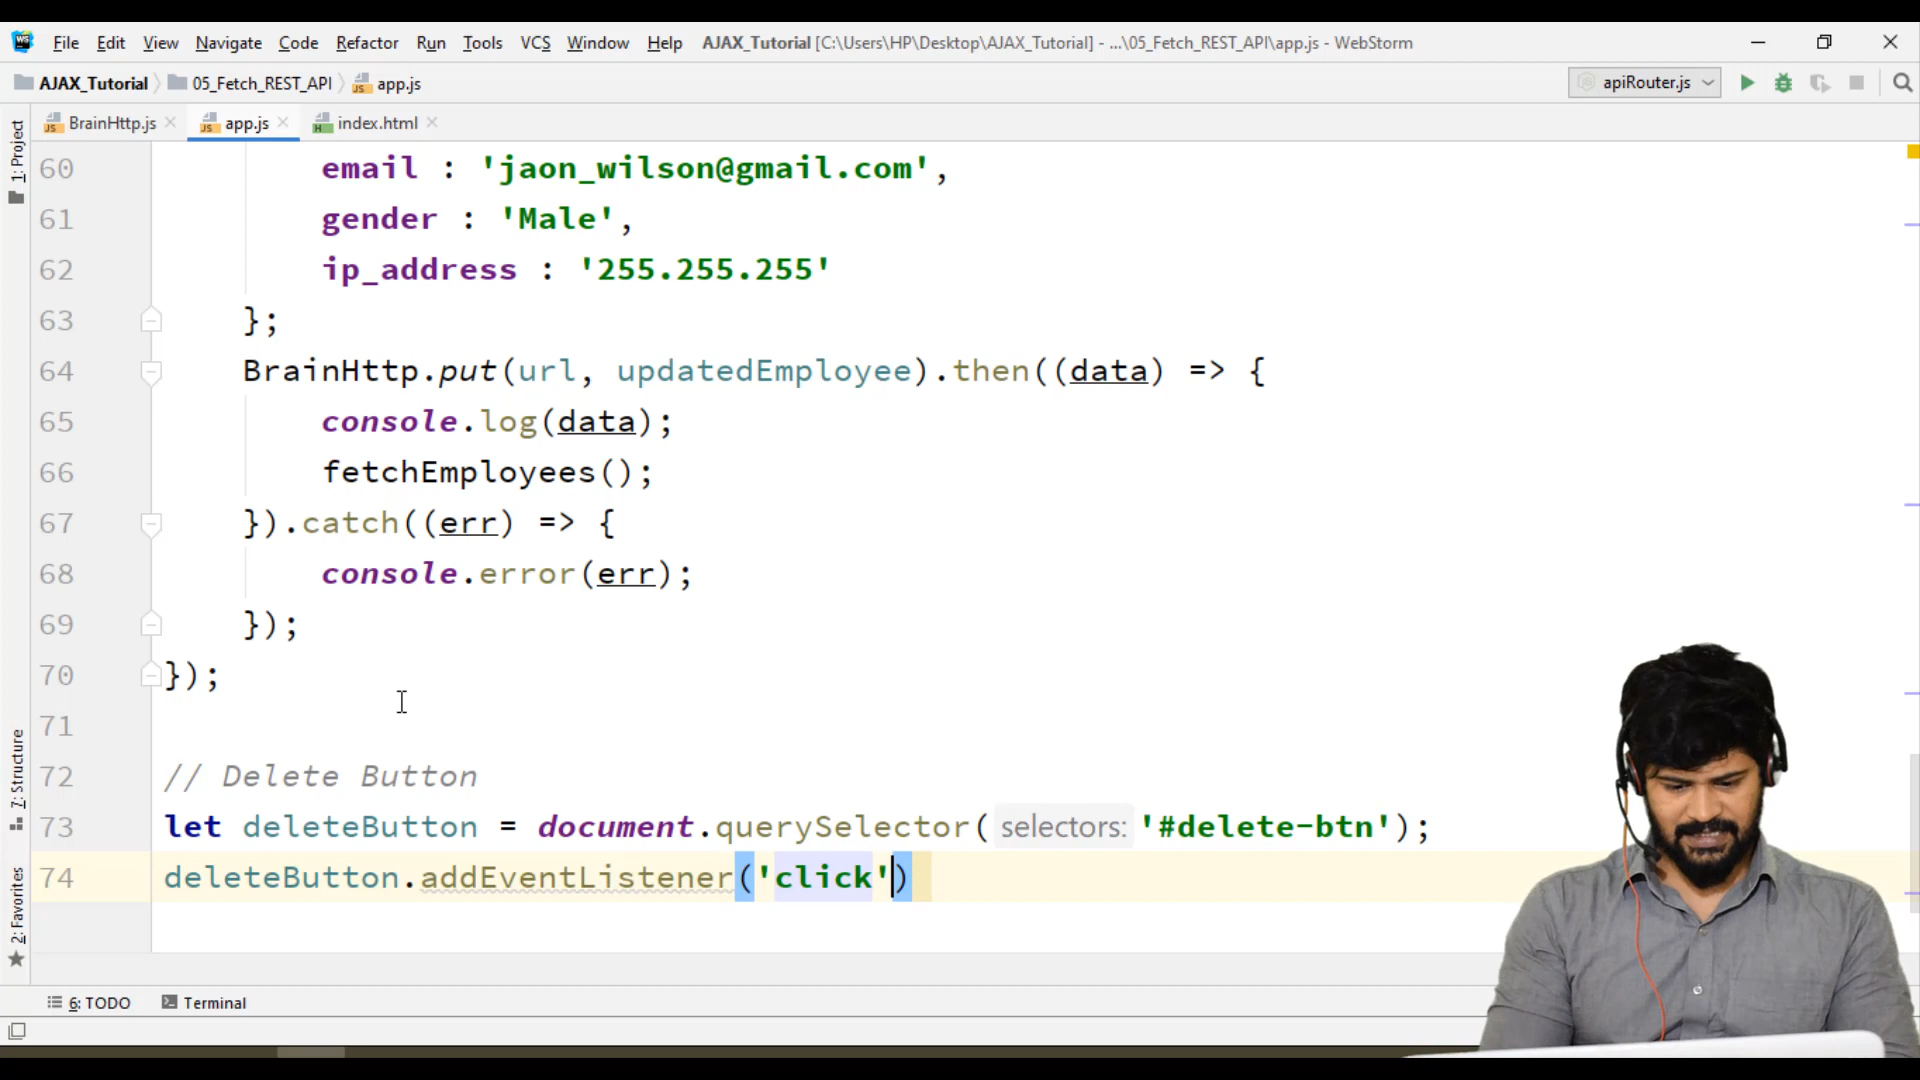 File Edit View Navigate Code Refactor Run Tools VCS Window Help AJAX_Tutorial [C:\Users\HP\Desktop\AJAX_Tutorial] - ...\05_Fetch_REST_API\app.js - WebStorm
AJAX_Tutorial 05_Fetch_REST_API app.js apiRouter.js
BrainHttp.js app.js index.html
1: Project
7: Structure
2: Favorites
60 email : 'jaon_wilson@gmail.com',
61 gender : 'Male',
62 ip_address : '255.255.255'
63 };
64 BrainHttp.put(url, updatedEmployee).then((data) => {
65 console.log(data);
66 fetchEmployees();
67 }).catch((err) => {
68 console.error(err);
69 });
70 });
71
72 // Delete Button
73 let deleteButton = document.querySelector( selectors: '#delete-btn');
74 deleteButton.addEventListener('click')
6: TODO Terminal